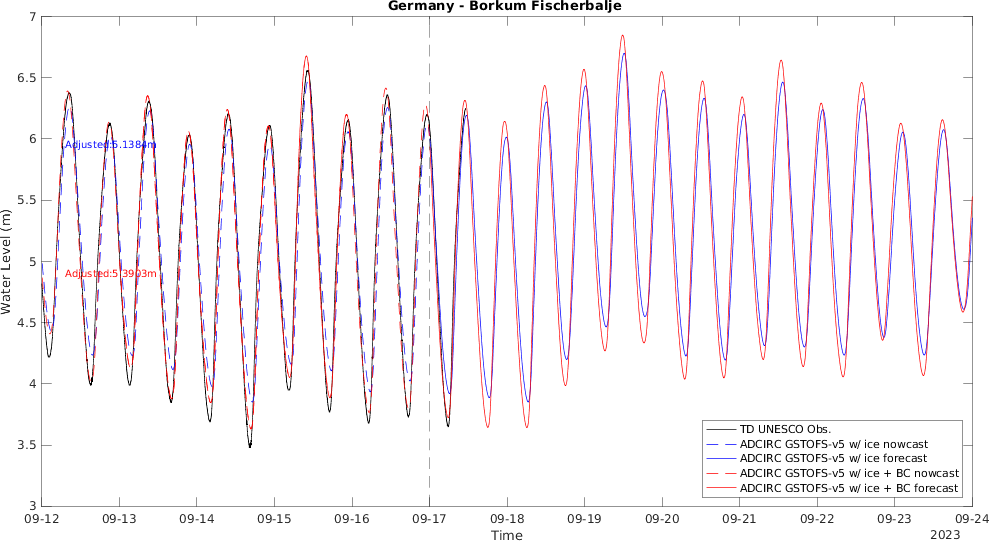 Germany - Borkum Fischerbalje
7
6.5
6
5.5
5
4.5
4
3.5
3
Water Level (m)
Adjusted:5.1384m
Adjusted:5.3903m
TD UNESCO Obs.
ADCIRC GSTOFS-v5 w/ ice nowcast
ADCIRC GSTOFS-v5 w/ ice forecast
ADCIRC GSTOFS-v5 w/ ice + BC nowcast
ADCIRC GSTOFS-v5 w/ ice + BC forecast
09-12 09-13 09-14 09-15 09-16 09-17 09-18 09-19 09-20 09-21 09-22 09-23 09-24
Time
2023